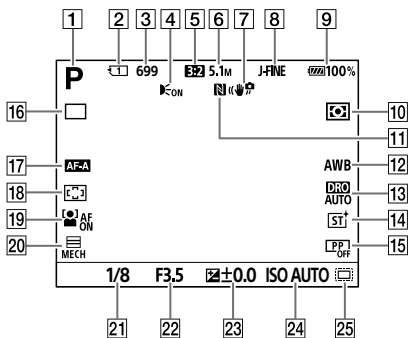 1 2 3 4 5 6 7 8 9
P 1 699 3:2 5.1M J-FINE 100%
ON N
16 10
11
17 AF-A AWB 12
18 DRO AUTO 13
19 AF ON ST+ 14
20 MECH PP OFF 15
1/8 F3.5 ±0.0 ISO AUTO
21 22 23 24 25